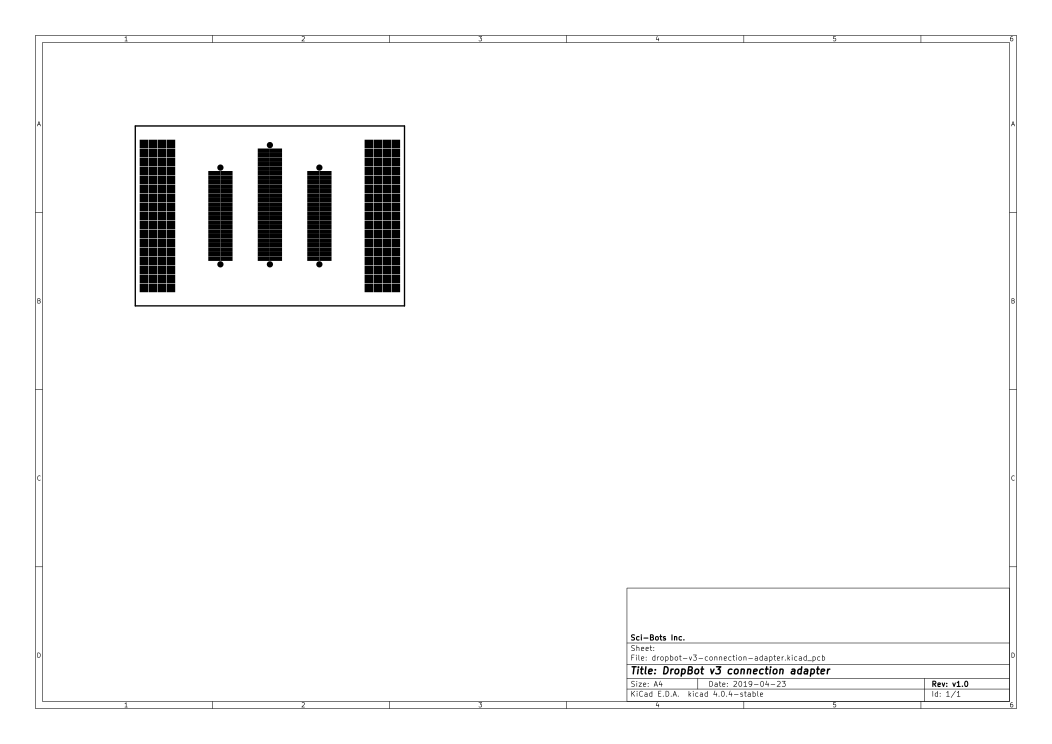 1 2 3 4 5 6
A A
B B
C C
Sci-Bots Inc.
Sheet:
File: dropbot-v3-connection-adapter.kicad_pcb
D D
Title: DropBot v3 connection adapter
Size: A4 Date: 2019-04-23 Rev: v1.0
KiCad E.D.A. kicad 4.0.4-stable Id: 1/1
1 2 3 4 5 6